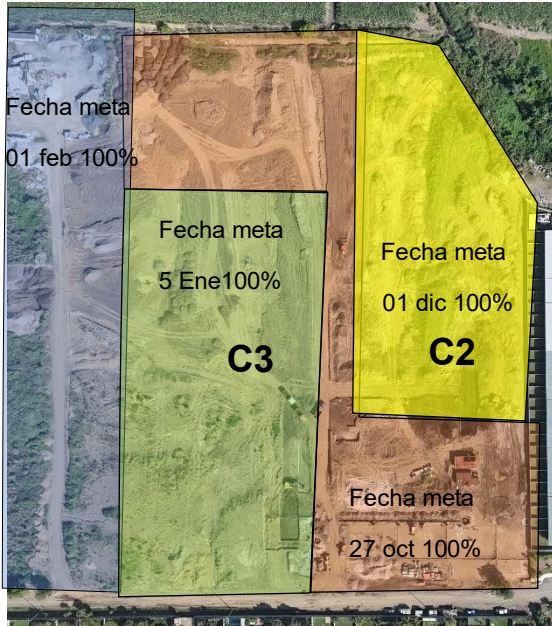 Fecha meta
01 feb 100%
Fecha meta
5 Ene100%
C3
Fecha meta
01 dic 100%
C2
Fecha meta
27 oct 100%